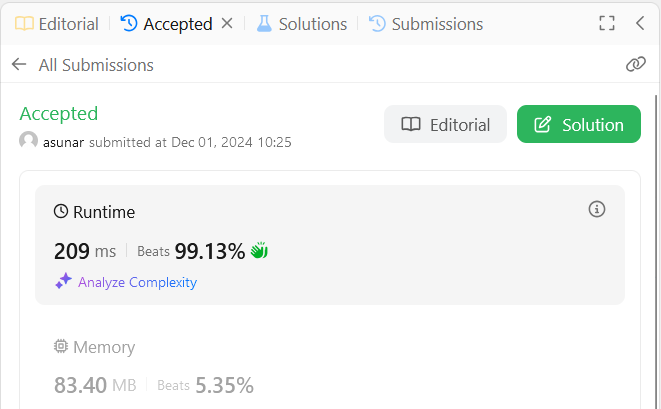 Editorial Accepted Solutions Submissions
All Submissions
Accepted
asunar submitted at Dec 01, 2024 10:25
Editorial
Solution
Runtime
209 ms Beats 99.13%
Analyze Complexity
Memory
83.40 MB Beats 5.35%